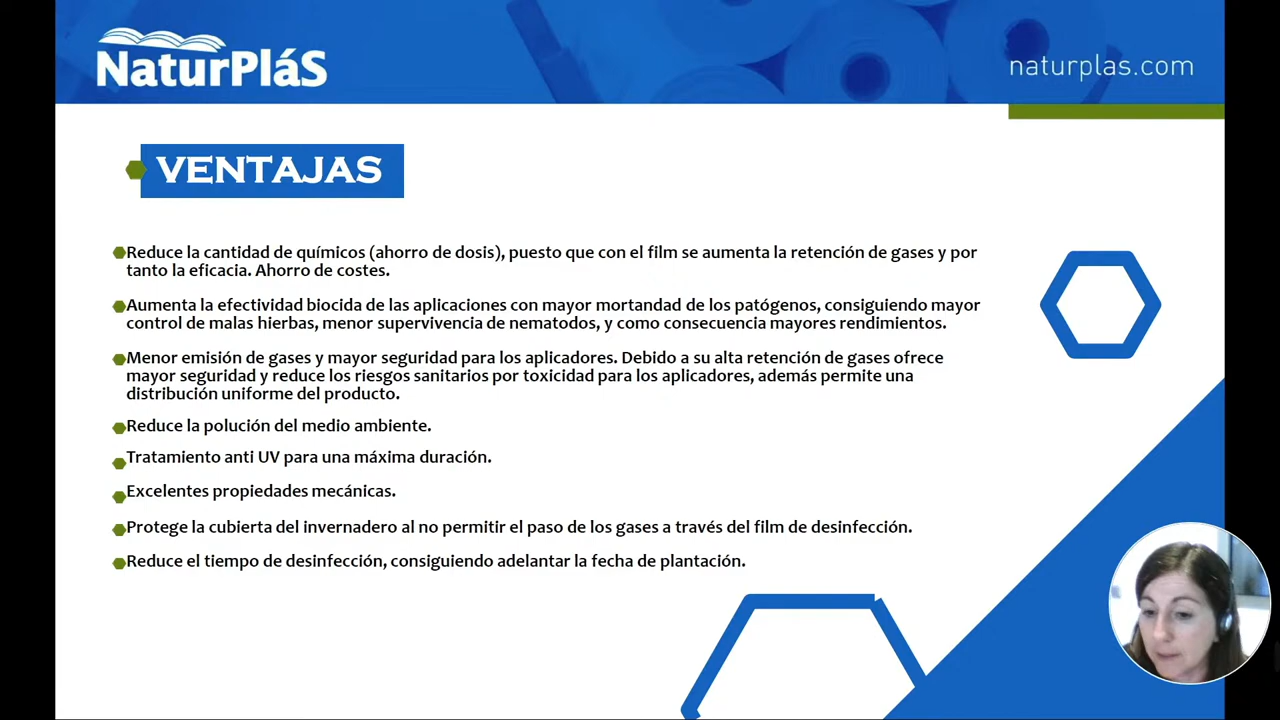 NaturPláS
naturplas.com
VENTAJAS
Reduce la cantidad de químicos (ahorro de dosis), puesto que con el film se aumenta la retención de gases y por
tanto la eficacia. Ahorro de costes.
Aumenta la efectividad biocida de las aplicaciones con mayor mortandad de los patógenos, consiguiendo mayor
control de malas hierbas, menor supervivencia de nematodos, y como consecuencia mayores rendimientos.
Menor emisión de gases y mayor seguridad para los aplicadores. Debido a su alta retención de gases ofrece
mayor seguridad y reduce los riesgos sanitarios por toxicidad para los aplicadores, además permite una
distribución uniforme del producto.
Reduce la polución del medio ambiente.
Tratamiento anti UV para una máxima duración.
Excelentes propiedades mecánicas.
Protege la cubierta del invernadero al no permitir el paso de los gases a través del film de desinfección.
Reduce el tiempo de desinfección, consiguiendo adelantar la fecha de plantación.